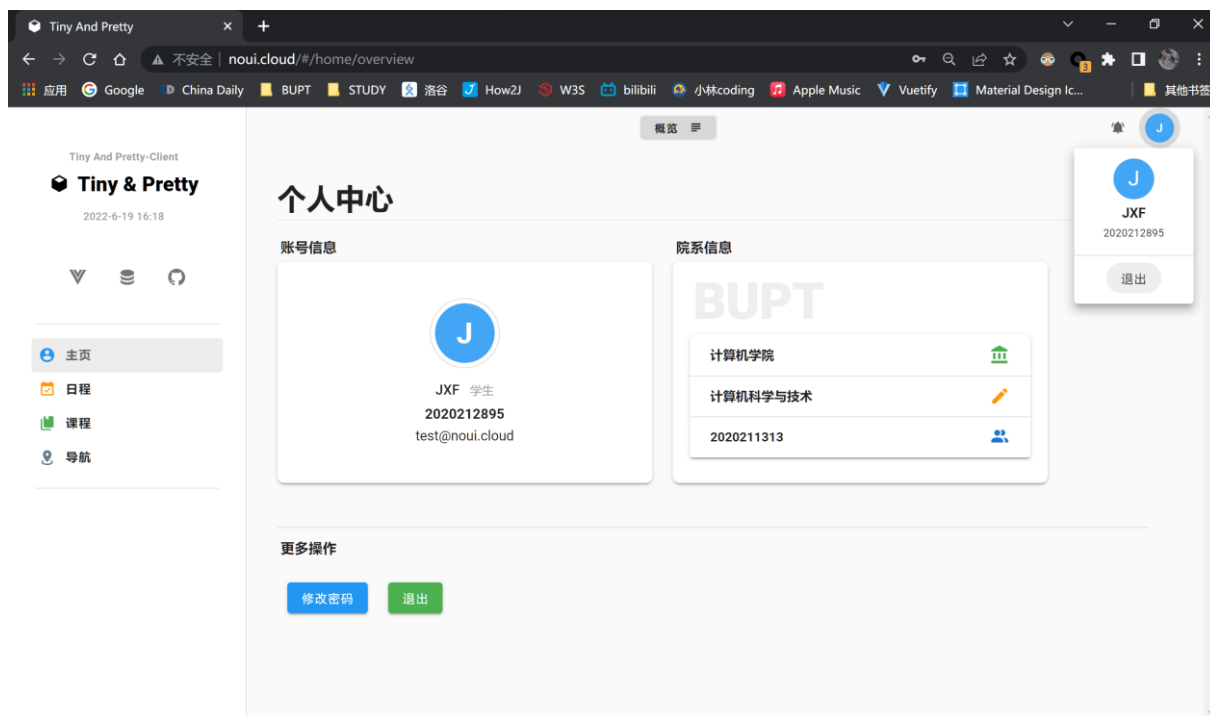 Tiny And Pretty
不安全 noui.cloud/#/home/overview
3
应用 Google China Daily BUPT STUDY 洛谷 How2J W3S bilibili 小林coding Apple Music Vuetify Material Design Ic... 其他书签
概览
J
Tiny And Pretty-Client
Tiny & Pretty
2022-6-19 16:18
主页
日程
课程
导航
个人中心
账号信息
J
JXF 学生
2020212895
test@noui.cloud
院系信息
BUPT
计算机学院
计算机科学与技术
2020211313
J
JXF
2020212895
退出
更多操作
修改密码 退出